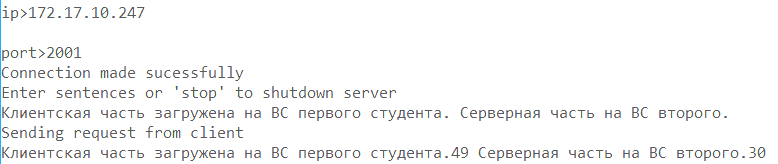 ip>172.17.10.247
port>2001
Connection made sucessfully
Enter sentences or 'stop' to shutdown server
Клиентская часть загружена на ВС первого студента. Серверная часть на ВС второго.
Sending request from client
Клиентская часть загружена на ВС первого студента.49 Серверная часть на ВС второго.30